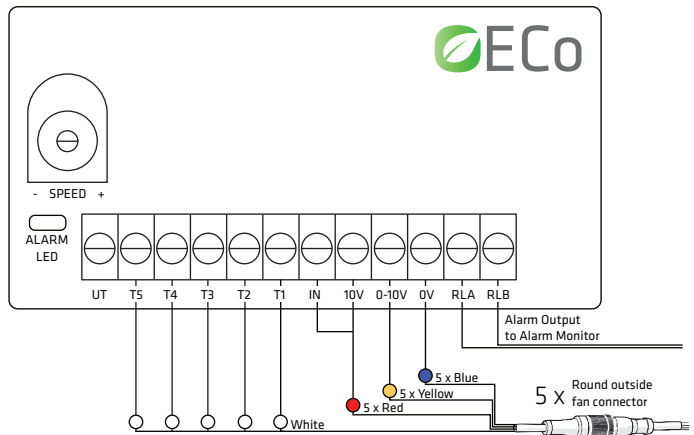 ECo
- SPEED +
ALARM
LED
UT T5 T4 T3 T2 T1 IN 10V 0-10V 0V RLA RLB
Alarm Output
to Alarm Monitor
5 x Blue
5 x Yellow
5 x Red
White
5 x Round outside
fan connector